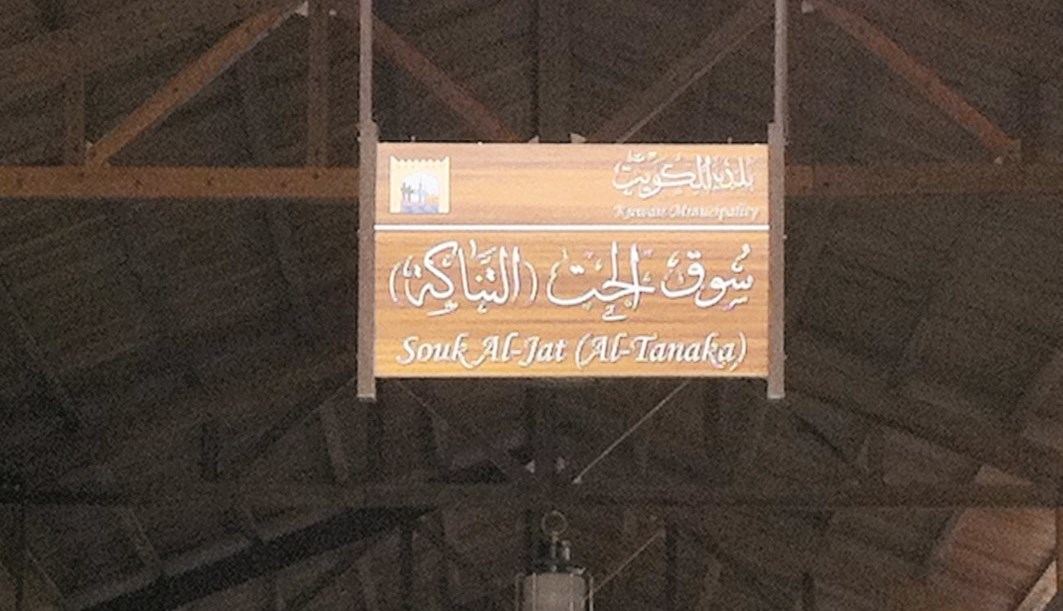 بلدية الكويت
Kuwait Municipality
سوق الجت (التناكة)
Souk Al-Jat (Al-Tanaka)